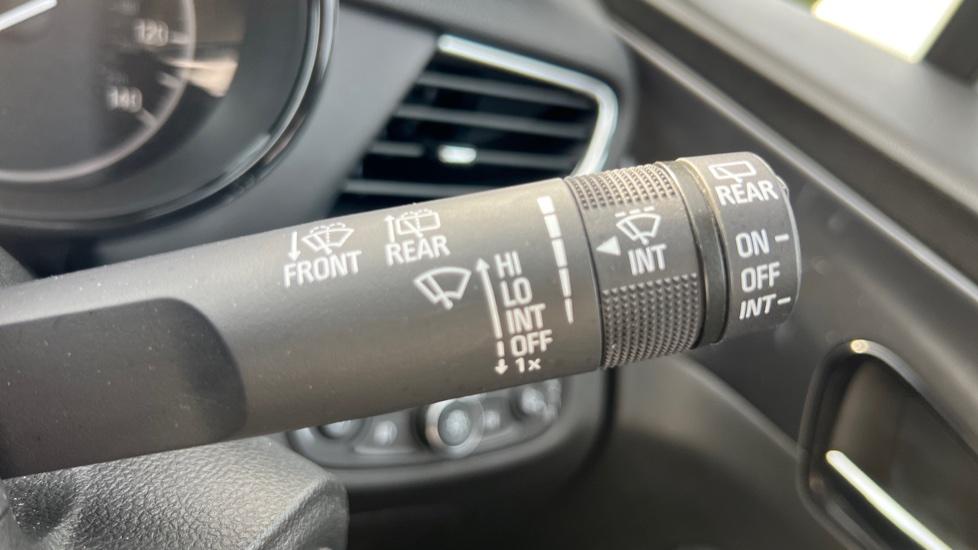 120
140
FRONT
REAR
HI
LO
INT
OFF
1x
INT
REAR
ON
OFF
INT